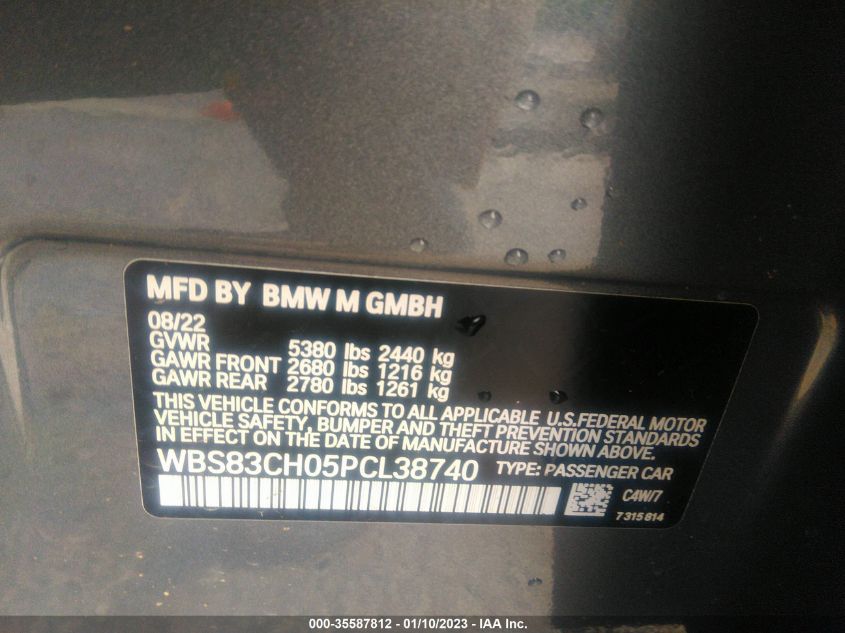 MFD BY BMW M GMBH
08/22
GVWR 5380 lbs 2440 kg
GAWR FRONT 2680 lbs 1216 kg
GAWR REAR 2780 lbs 1261 kg
THIS VEHICLE CONFORMS TO ALL APPLICABLE U.S.FEDERAL MOTOR
VEHICLE SAFETY, BUMPER AND THEFT PREVENTION STANDARDS
IN EFFECT ON THE DATE OF MANUFACTURE SHOWN ABOVE.
WBS83CH05PCL38740 TYPE: PASSENGER CAR
C4W/7
7315814
000-35587812 - 01/10/2023 - IAA Inc.